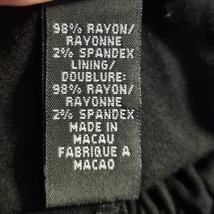 98% RAYON/
RAYONNE
2% SPANDEX
LINING/
DOUBLURE:
98% RAYON/
RAYONNE
2% SPANDEX
MADE IN
MACAU
FABRIQUE A
MACAO